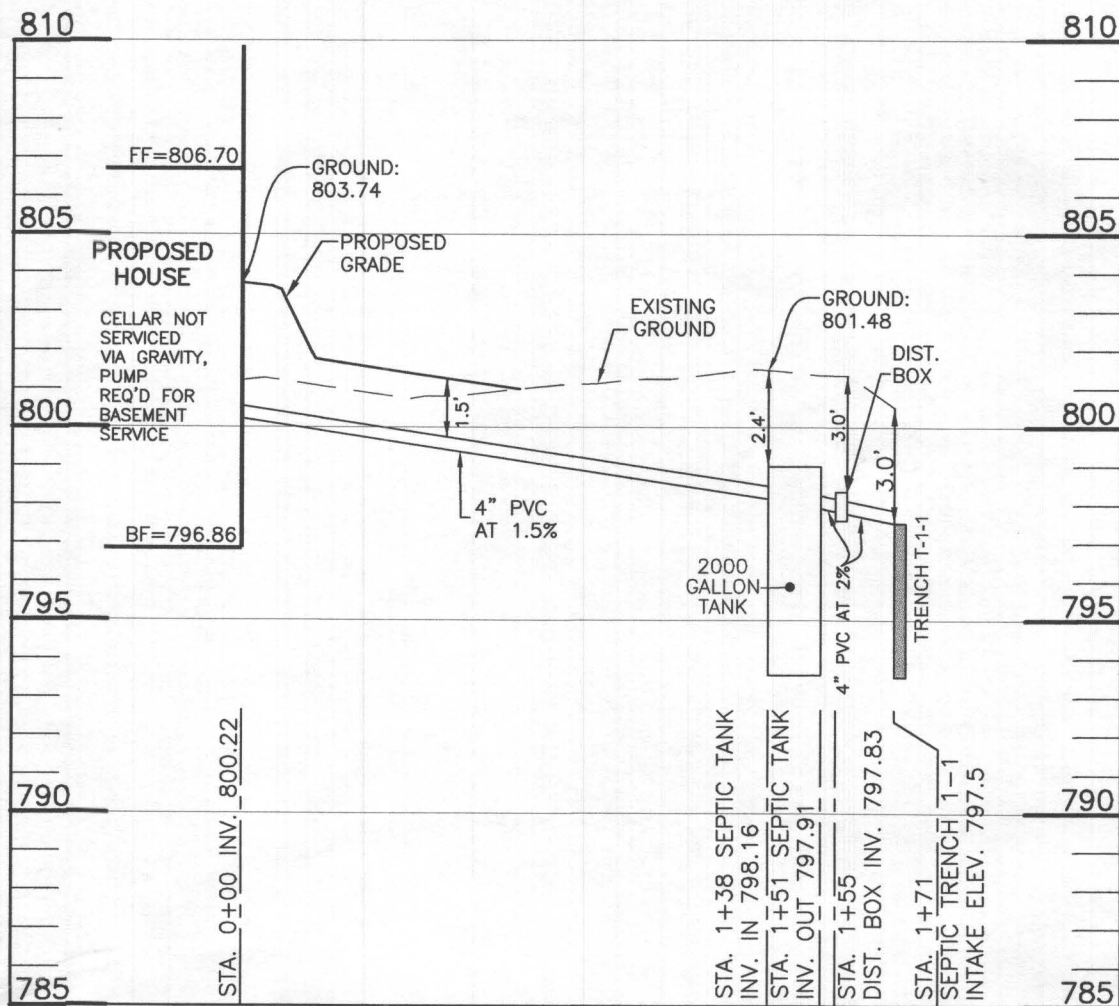 810
810
FF=806.70
GROUND:
803.74
805
805
PROPOSED
HOUSE
PROPOSED
GRADE
CELLAR NOT
SERVICED
VIA GRAVITY,
PUMP
REQ'D FOR
BASEMENT
SERVICE
EXISTING
GROUND
GROUND:
801.48
DIST.
BOX
800
800
1.5'
2.4'
3.0'
3.0'
4" PVC
AT 1.5%
BF=796.86
2000
GALLON
TANK
4" PVC AT 2%
TRENCH T-1-1
795
795
STA. 0+00 INV. 800.22
STA. 1+38 SEPTIC TANK
INV. IN 798.16
STA. 1+51 SEPTIC TANK
INV. OUT 797.91
STA. 1+55
DIST. BOX INV. 797.83
STA. 1+71
SEPTIC TRENCH 1-1
INTAKE ELEV. 797.5
790
790
785
785